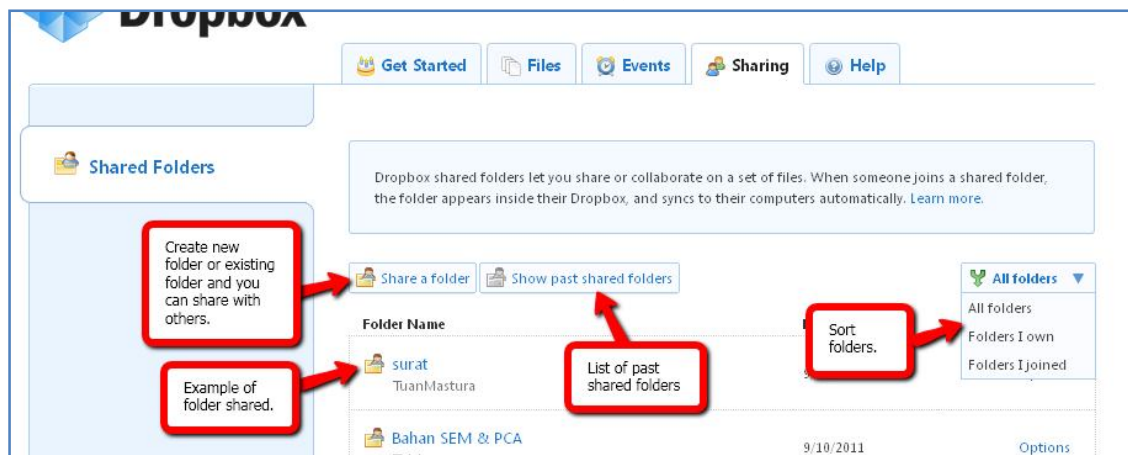 Dropbox
Get Started Files Events Sharing Help
Shared Folders
Dropbox shared folders let you share or collaborate on a set of files. When someone joins a shared folder,
the folder appears inside their Dropbox, and syncs to their computers automatically. Learn more.
Create new
folder or existing
folder and you
can share with
others.
Share a folder Show past shared folders
All folders
All folders
Folders I own
Folders I joined
Sort
folders.
Folder Name
List of past
shared folders
Example of
folder shared.
surat
TuanMastura
Bahan SEM & PCA
9/10/2011 Options